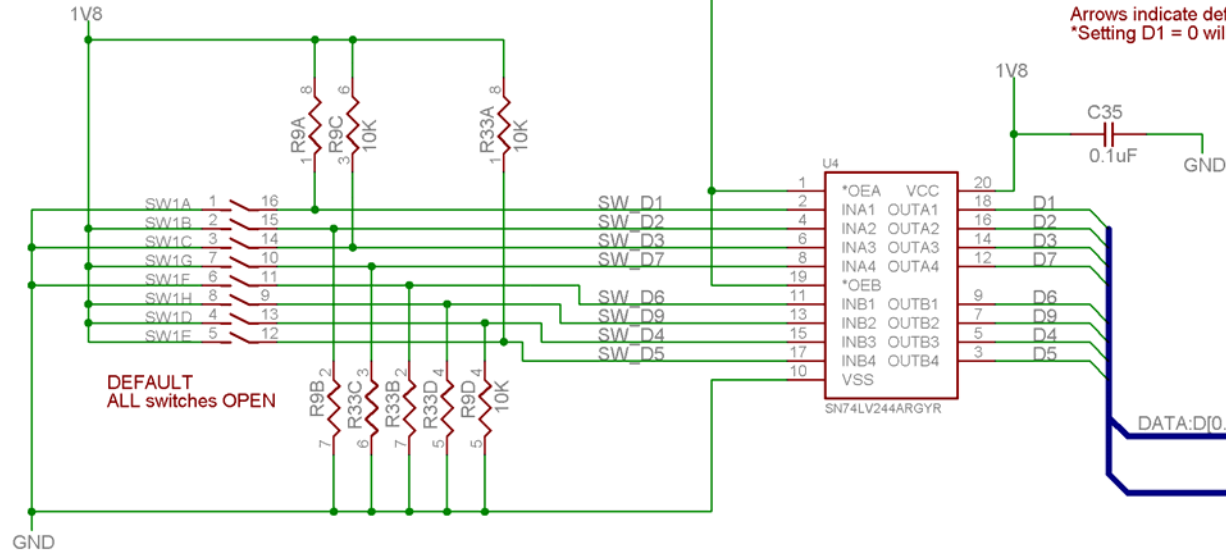 1V8
Arrows indicate def
*Setting D1 = 0 wil
1V8
C35
0.1uF
GND
R9A
8
1
R9C
6
3
10K
R33A
8
1
10K
U4
SW1A 1 16 SW_D1
SW1B 2 15 SW_D2
SW1C 3 14 SW_D3
SW1G 7 10 SW_D7
SW1F 6 11 SW_D6
SW1H 8 9 SW_D9
SW1D 4 13 SW_D4
SW1E 5 12 SW_D5
1 *OEA VCC 20
2 INA1 OUTA1 18 D1
4 INA2 OUTA2 16 D2
6 INA3 OUTA3 14 D3
8 INA4 OUTA4 12 D7
19 *OEB
11 INB1 OUTB1 9 D6
13 INB2 OUTB2 7 D9
15 INB3 OUTB3 5 D4
17 INB4 OUTB4 3 D5
10 VSS
SN74LV244ARGYR
DEFAULT
ALL switches OPEN
R9B
2
7
R33C
3
6
R33B
2
7
R33D
4
5
R9D
4
5
10K
DATA:D[0.
GND